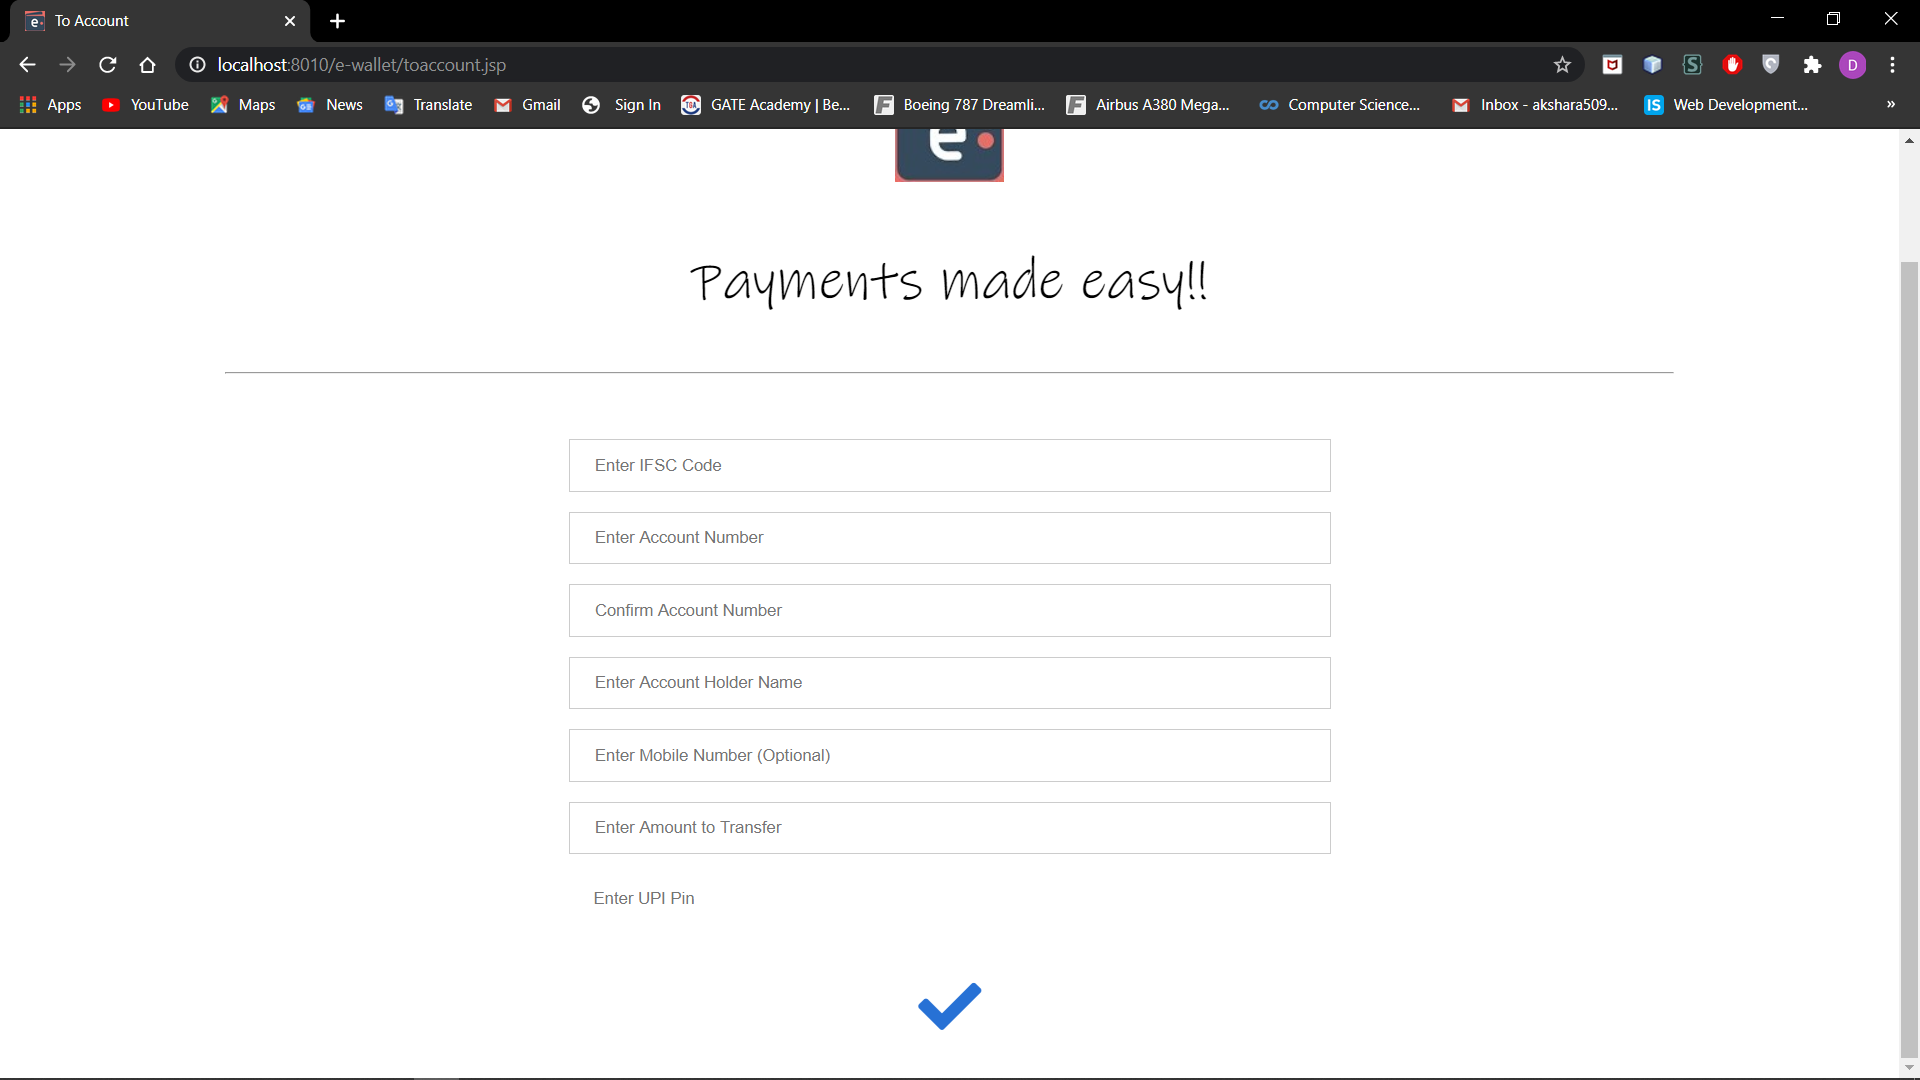 e. To Account
localhost:8010/e-wallet/toaccount.jsp
S
D
Apps YouTube Maps News Translate Gmail Sign In TGA GATE Academy | Be... F Boeing 787 Dreamli... F Airbus A380 Mega... Computer Science... Inbox - akshara509... IS Web Development... »
e
Payments made easy!!
Enter IFSC Code
Enter Account Number
Confirm Account Number
Enter Account Holder Name
Enter Mobile Number (Optional)
Enter Amount to Transfer
Enter UPI Pin